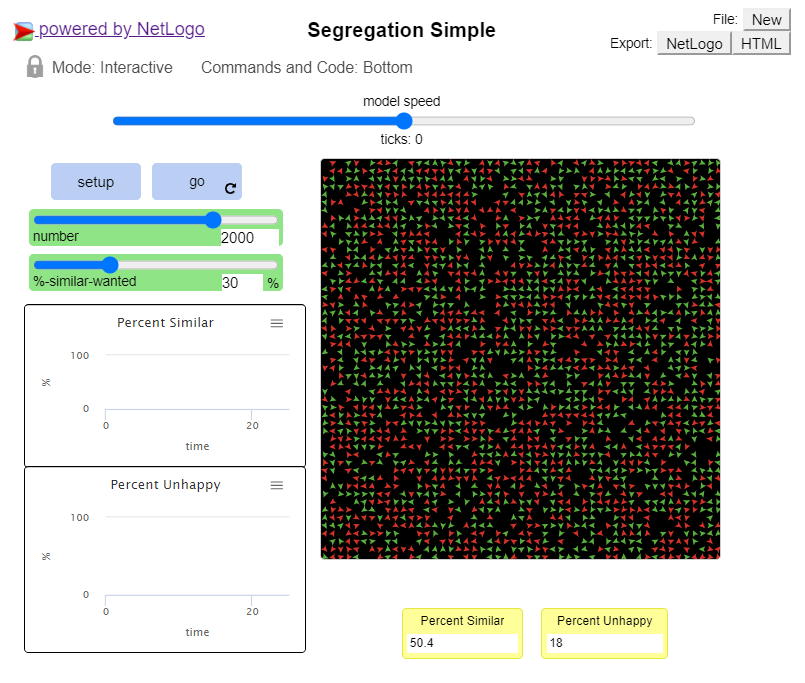 powered by NetLogo
Segregation Simple
File: New
Export: NetLogo HTML
Mode: Interactive
Commands and Code: Bottom
model speed
ticks: 0
setup
go
number
2000
%-similar-wanted
30
%
Percent Similar
100
%
0
0
20
time
Percent Unhappy
100
%
0
0
20
time
Percent Similar
50.4
Percent Unhappy
18